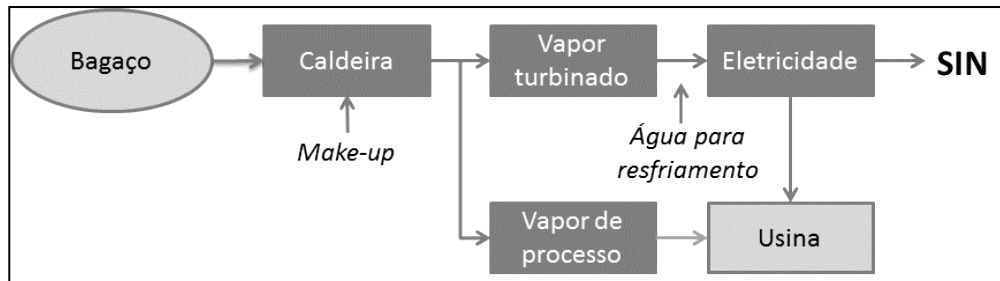 Bagaço
Caldeira
Vapor
turbinado
Eletricidade
SIN
Make-up
Água para
resfriamento
Vapor de
processo
Usina